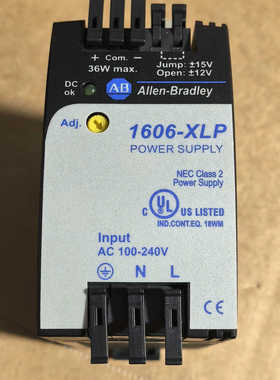 + Com. -
36W max.
Jump: ±15V
Open: ±12V
DC
ok
AB
Allen-Bradley
Adj.
1606-XLP
POWER SUPPLY
NEC Class 2
Power Supply
C UL US LISTED
IND.CONT.EQ. 18WM
Input
AC 100-240V
N L
CE